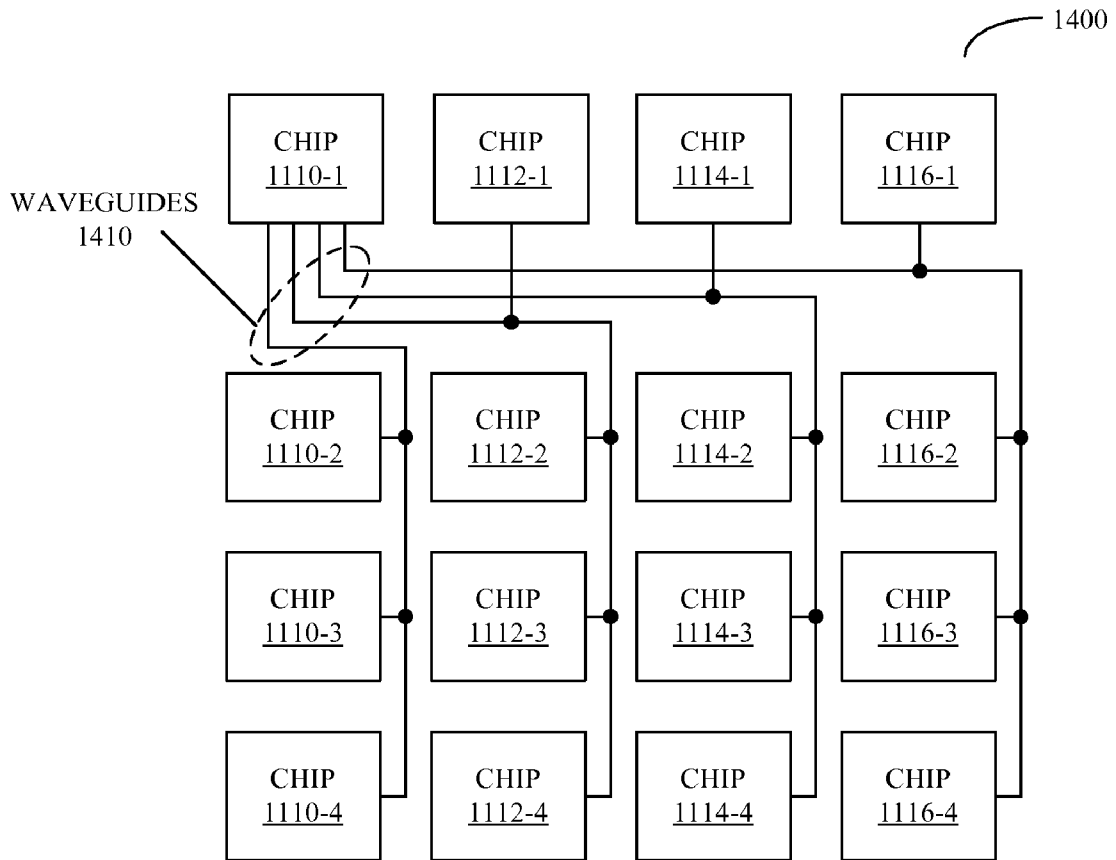 1400
CHIP
1110-1
CHIP
1112-1
CHIP
1114-1
CHIP
1116-1
WAVEGUIDES
1410
CHIP
1110-2
CHIP
1112-2
CHIP
1114-2
CHIP
1116-2
CHIP
1110-3
CHIP
1112-3
CHIP
1114-3
CHIP
1116-3
CHIP
1110-4
CHIP
1112-4
CHIP
1114-4
CHIP
1116-4